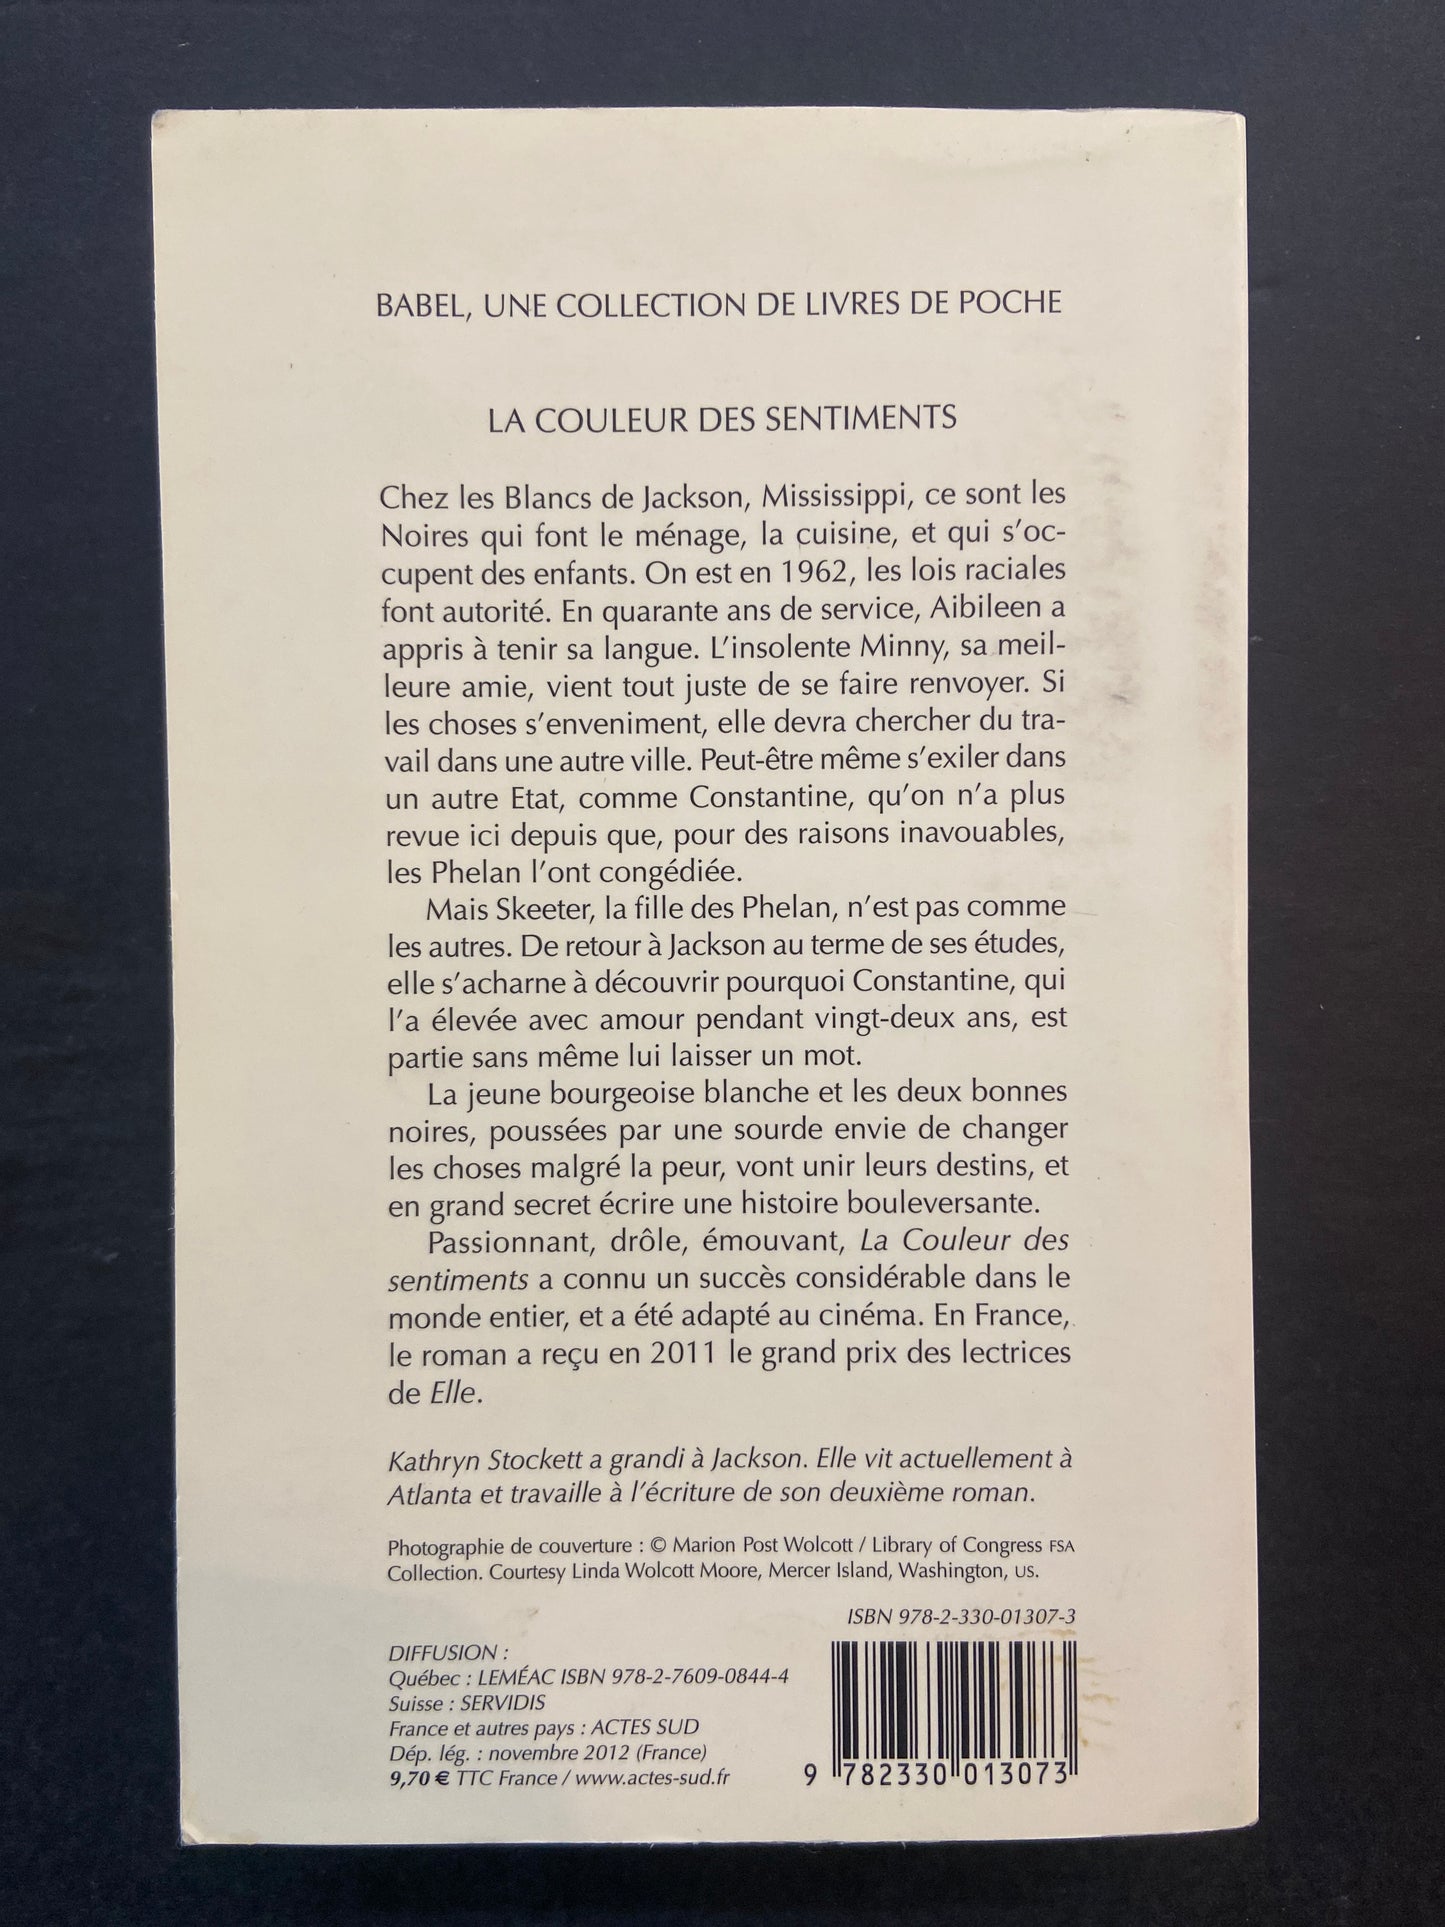 BABEL, UNE COLLECTION DE LIVRES DE POCHE
LA COULEUR DES SENTIMENTS
Chez les Blancs de Jackson, Mississippi, ce sont les
Noires qui font le ménage, la cuisine, et qui s'oc-
cupent des enfants. On est en 1962, les lois raciales
font autorité. En quarante ans de service, Aibileen a
appris à tenir sa langue. L'insolente Minny, sa meil-
leure amie, vient tout juste de se faire renvoyer. Si
les choses s'enveniment, elle devra chercher du tra-
vail dans une autre ville. Peut-être même s'exiler dans
un autre Etat, comme Constantine, qu'on n'a plus
revue ici depuis que, pour des raisons inavouables,
les Phelan l'ont congédiée.
Mais Skeeter, la fille des Phelan, n'est pas comme
les autres. De retour à Jackson au terme de ses études,
elle s'acharne à découvrir pourquoi Constantine, qui
l'a élevée avec amour pendant vingt-deux ans, est
partie sans même lui laisser un mot.
La jeune bourgeoise blanche et les deux bonnes
noires, poussées par une sourde envie de changer
les choses malgré la peur, vont unir leurs destins, et
en grand secret écrire une histoire bouleversante.
Passionnant, drôle, émouvant, La Couleur des
sentiments a connu un succès considérable dans le
monde entier, et a été adapté au cinéma. En France,
le roman a reçu en 2011 le grand prix des lectrices
de Elle.
Kathryn Stockett a grandi à Jackson. Elle vit actuellement à
Atlanta et travaille à l'écriture de son deuxième roman.
Photographie de couverture : © Marion Post Wolcott / Library of Congress FSA
Collection. Courtesy Linda Wolcott Moore, Mercer Island, Washington, US.
ISBN 978-2-330-01307-3
DIFFUSION :
Québec : LEMÉAC ISBN 978-2-7609-0844-4
Suisse : SERVIDIS
France et autres pays : ACTES SUD
Dép. lég. : novembre 2012 (France)
9,70 € TTC France / www.actes-sud.fr
9 782330 013073